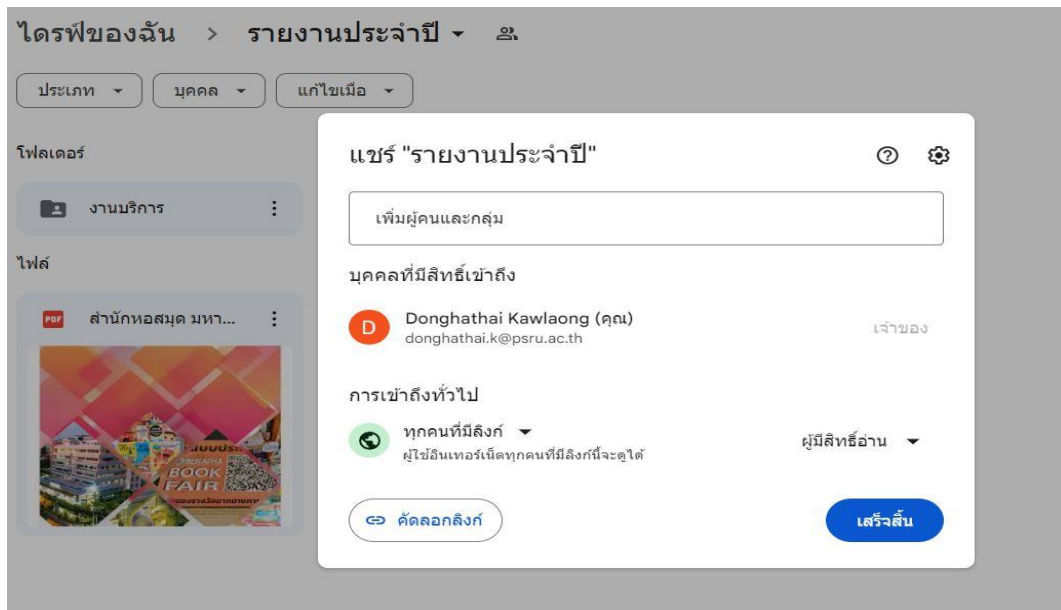 ไดรฟ์ของฉัน > รายงานประจำปี
ประเภท บุคคล แก้ไขเมื่อ
โฟลเดอร์
งานบริการ
ไฟล์
PDF สำนักหอสมุด มหา...
BOOK
FAIR
แชร์ "รายงานประจำปี"
เพิ่มผู้คนและกลุ่ม
บุคคลที่มีสิทธิ์เข้าถึง
D Donghathai Kawlaong (คุณ)
donghathai.k@psru.ac.th
เจ้าของ
การเข้าถึงทั่วไป
ทุกคนที่มีลิงก์
ผู้ใช้อินเทอร์เน็ตทุกคนที่มีลิงก์นี้จะดูได้
ผู้มีสิทธิ์อ่าน
คัดลอกลิงก์
เสร็จสิ้น